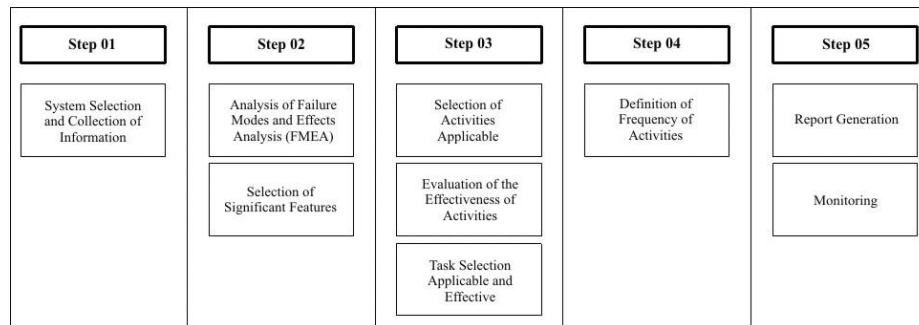 Step 01
System Selection
and Collection of
Information
Step 02
Analysis of Failure
Modes and Effects
Analysis (FMEA)
Selection of
Significant Features
Step 03
Selection of
Activities
Applicable
Evaluation of the
Effectiveness of
Activities
Task Selection
Applicable and
Effective
Step 04
Definition of
Frequency of
Activities
Step 05
Report Generation
Monitoring